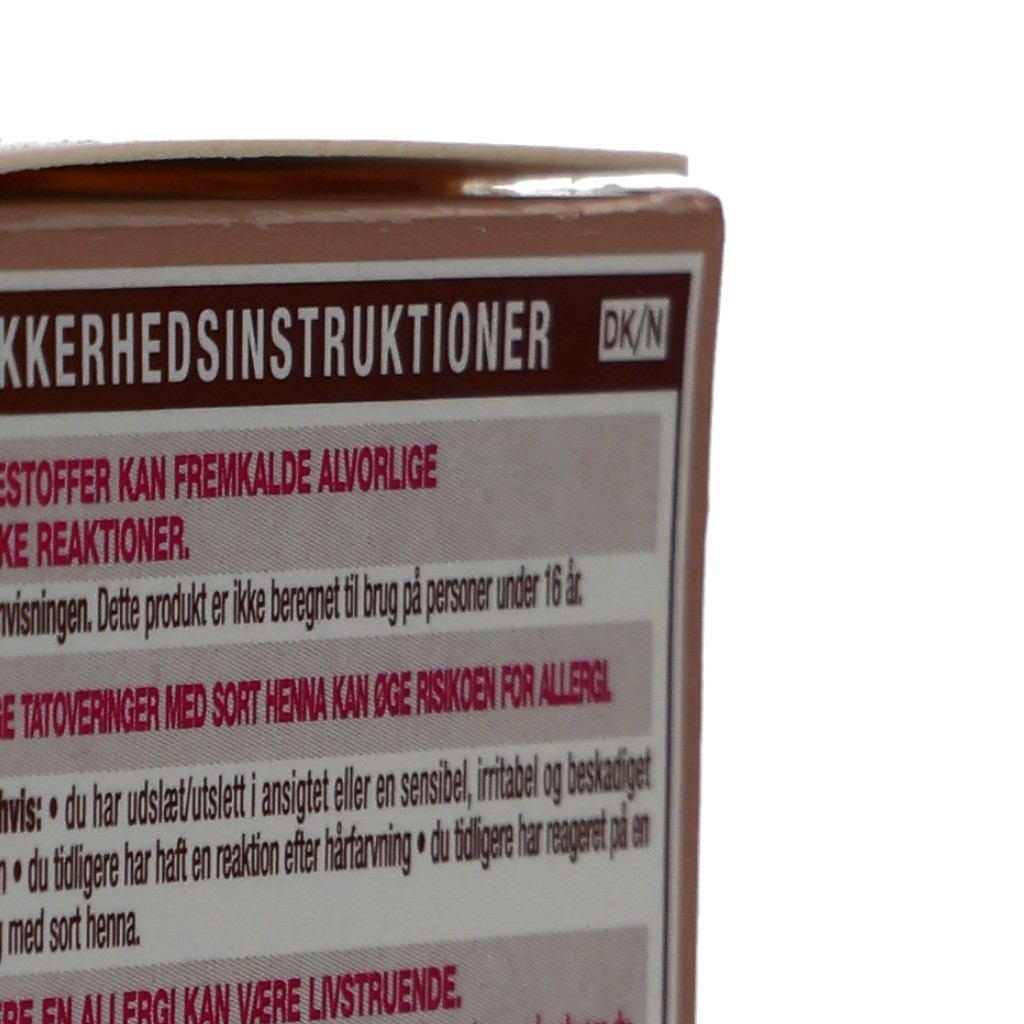 KKERHEDSINSTRUKTIONER DK/N
ESTOFFER KAN FREMKALDE ALVORLIGE
KE REAKTIONER.
nvisningen. Dette produkt er ikke beregnet til brug på personer under 16 år.
GE TATOVERINGER MED SORT HENNA KAN ØGE RISIKOEN FOR ALLERGI.
hvis: • du har udslæt/utslett i ansigtet eller en sensibel, irritabel og beskadiget
n • du tidligere har haft en reaktion efter hårfarvning • du tidligere har reageret på en
g med sort henna.
ERE EN ALLERGI KAN VÆRE LIVSTRUENDE.